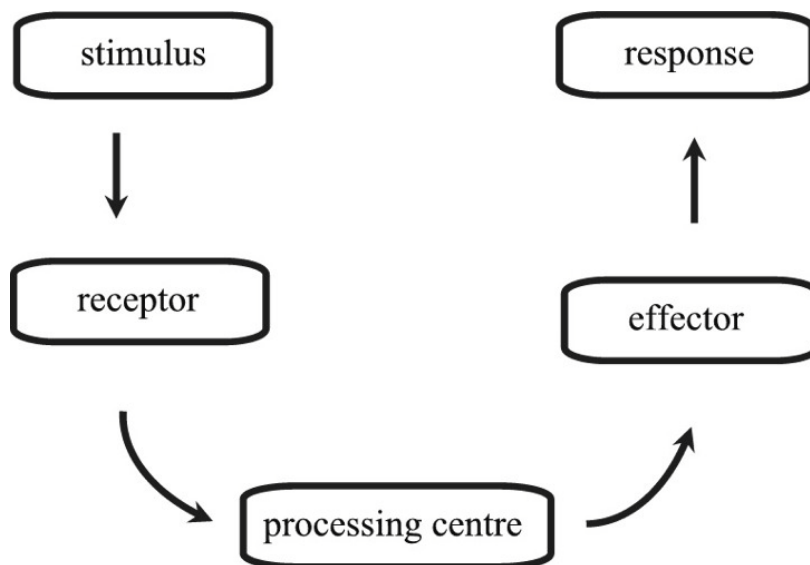 stimulus
receptor
processing centre
effector
response